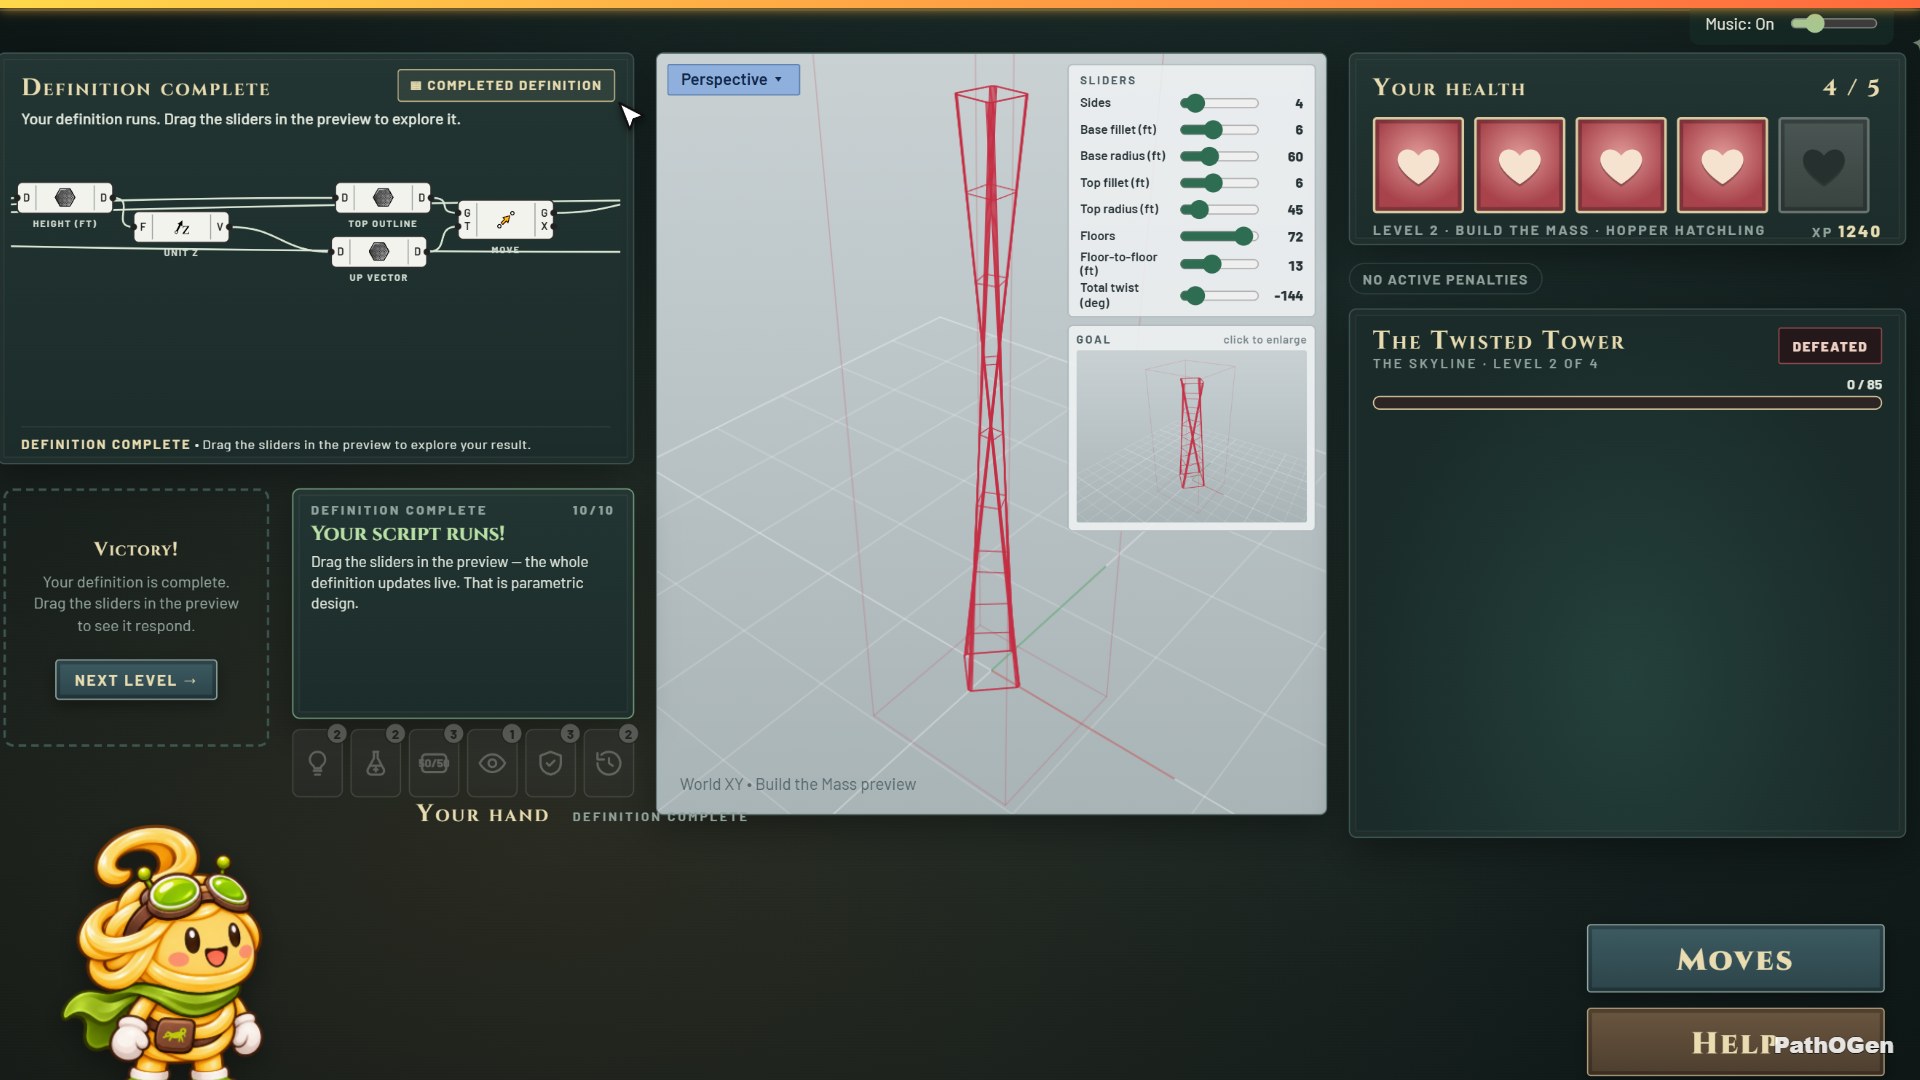 Music: On
Definition complete
COMPLETED DEFINITION
Your definition runs. Drag the sliders in the preview to explore it.
D D
HEIGHT (FT)
F V
UNIT Z
D D
TOP OUTLINE
D D
UP VECTOR
G G
T X
MOVE
DEFINITION COMPLETE • Drag the sliders in the preview to explore your result.
Victory!
Your definition is complete.
Drag the sliders in the preview
to see it respond.
NEXT LEVEL →
DEFINITION COMPLETE 10/10
Your script runs!
Drag the sliders in the preview — the whole
definition updates live. That is parametric
design.
2 2 3 1 3 2
50/50
Your hand DEFINITION COMPLETE
Perspective
SLIDERS
Sides 4
Base fillet (ft) 6
Base radius (ft) 60
Top fillet (ft) 6
Top radius (ft) 45
Floors 72
Floor-to-floor
(ft) 13
Total twist
(deg) -144
GOAL click to enlarge
World XY • Build the Mass preview
Your health 4 / 5
LEVEL 2 · BUILD THE MASS · HOPPER HATCHLING XP 1240
NO ACTIVE PENALTIES
The Twisted Tower
DEFEATED
THE SKYLINE · LEVEL 2 OF 4
0 / 85
Moves
Help
PathOGen